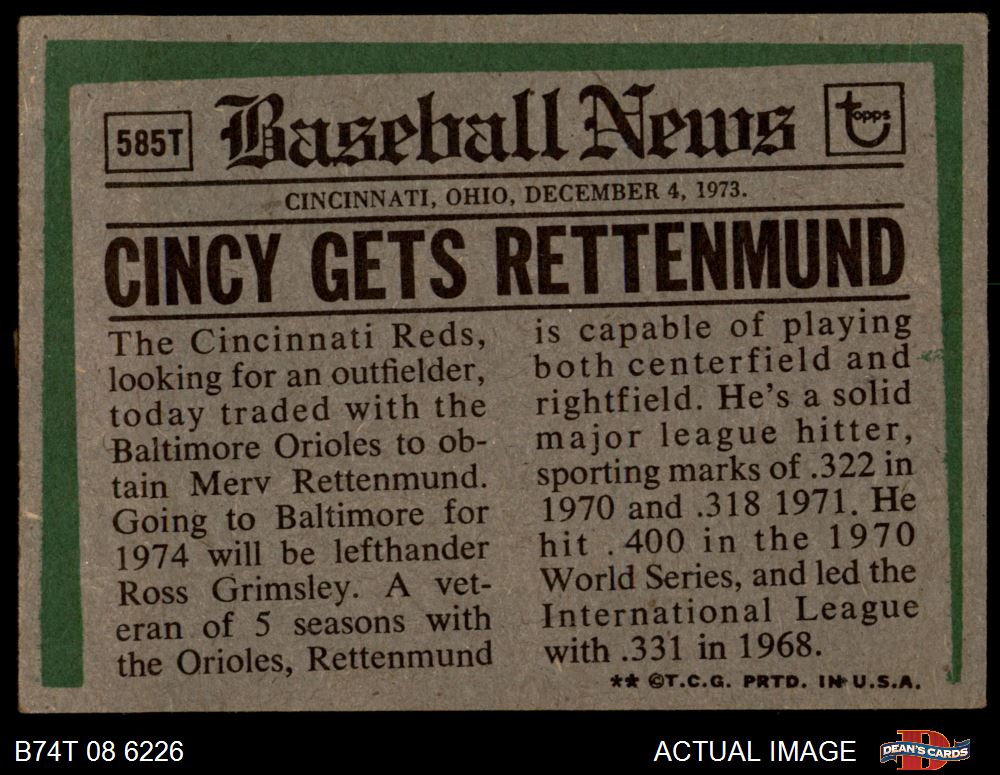 585T Baseball News topps
CINCINNATI, OHIO, DECEMBER 4, 1973.
CINCY GETS RETTENMUND
The Cincinnati Reds,
looking for an outfielder,
today traded with the
Baltimore Orioles to ob-
tain Merv Rettenmund.
Going to Baltimore for
1974 will be lefthander
Ross Grimsley. A vet-
eran of 5 seasons with
the Orioles, Rettenmund
is capable of playing
both centerfield and
rightfield. He's a solid
major league hitter,
sporting marks of .322 in
1970 and .318 1971. He
hit .400 in the 1970
World Series, and led the
International League
with .331 in 1968.
** ©T.C.G. PRTD. IN U.S.A.
B74T 08 6226 ACTUAL IMAGE D DEAN'S CARDS